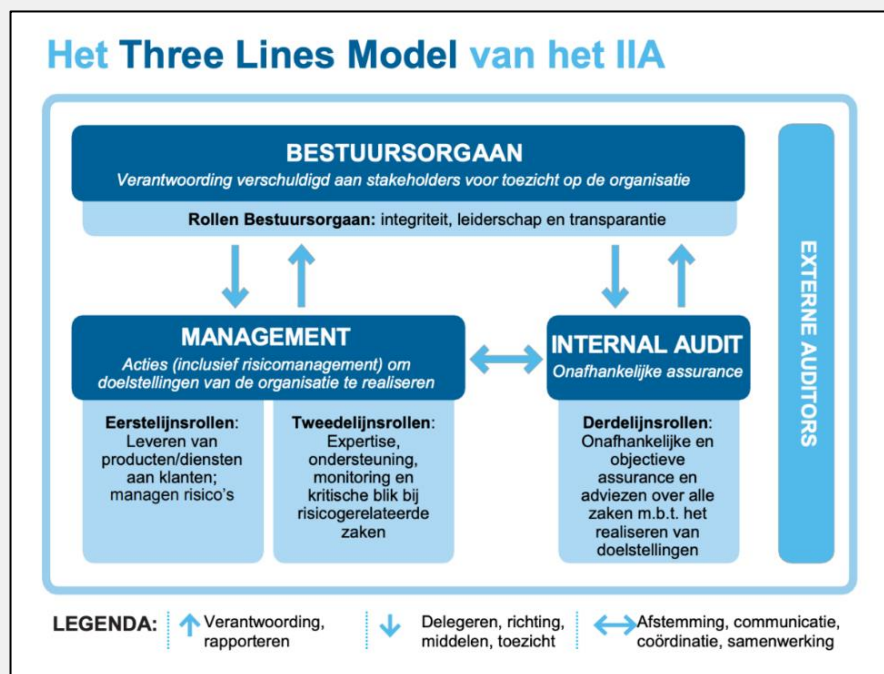 Het Three Lines Model van het IIA
BESTUURSORGAAN
Verantwoording verschuldigd aan stakeholders voor toezicht op de organisatie
Rollen Bestuursorgaan: integriteit, leiderschap en transparantie
MANAGEMENT
Acties (inclusief risicomanagement) om
doelstellingen van de organisatie te realiseren
Eerstelijnsrollen:
Leveren van
producten/diensten
aan klanten;
managen risico's
Tweedelijnsrollen:
Expertise,
ondersteuning,
monitoring en
kritische blik bij
risicogerelateerde
zaken
INTERNAL AUDIT
Onafhankelijke assurance
Derdelijnsrollen:
Onafhankelijke en
objectieve
assurance en
adviezen over alle
zaken m.b.t. het
realiseren van
doelstellingen
EXTERNE AUDITORS
LEGENDA:
Verantwoording,
rapporteren
Delegeren, richting,
middelen, toezicht
Afstemming, communicatie,
coördinatie, samenwerking